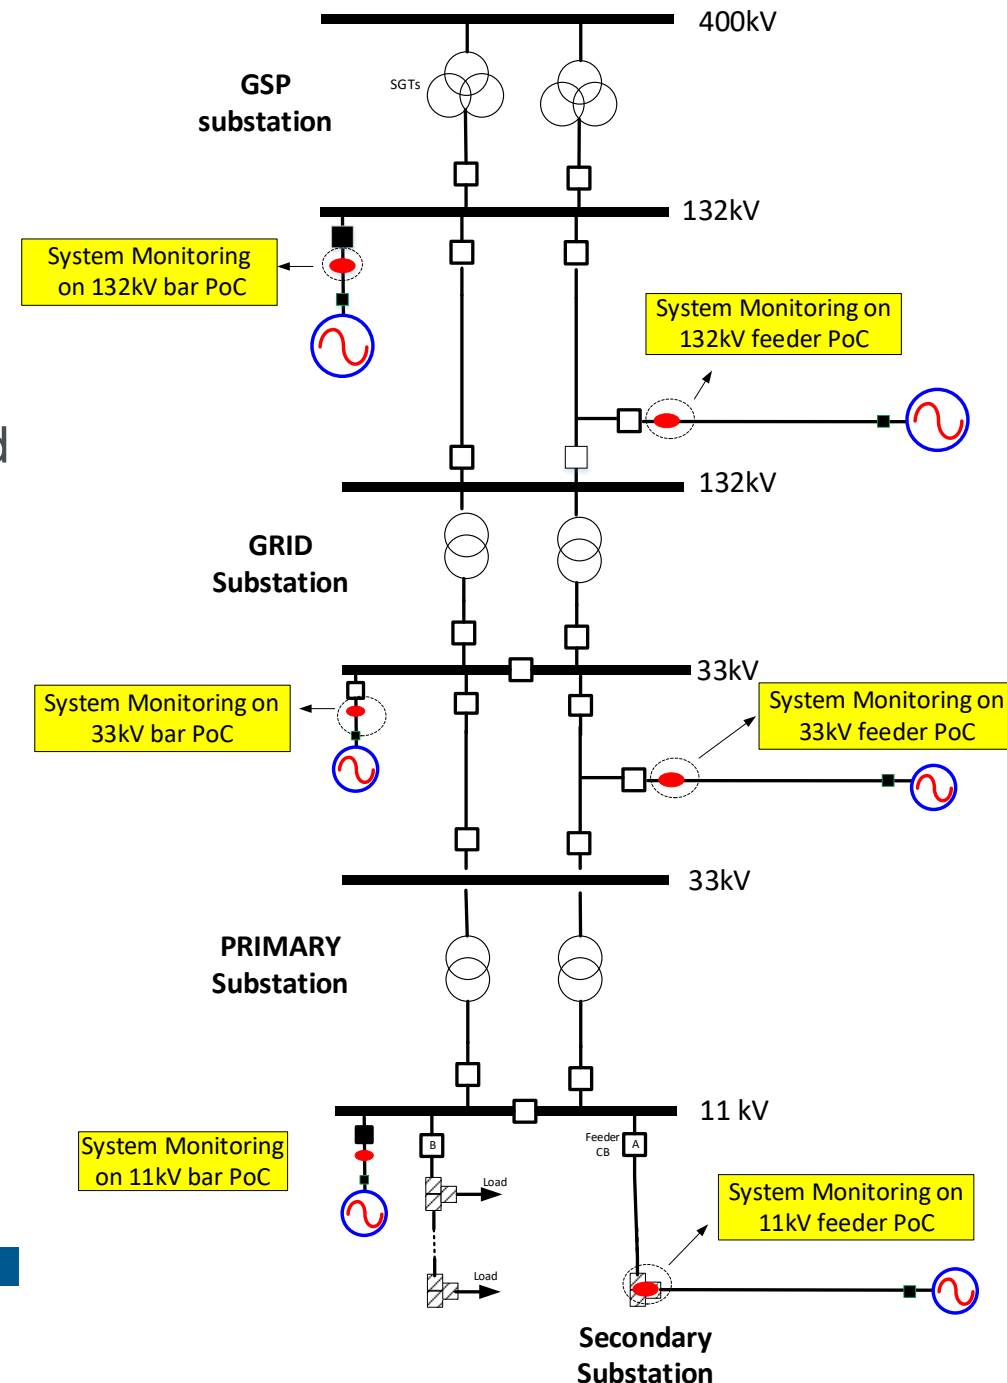 400kV
GSP
substation
SGTs
132kV
System Monitoring
on 132kV bar PoC
System Monitoring on
132kV feeder PoC
d
132kV
GRID
Substation
33kV
System Monitoring on
33kV bar PoC
System Monitoring on
33kV feeder PoC
33kV
PRIMARY
Substation
11 kV
System Monitoring
on 11kV bar PoC
B
Feeder
CB
A
Load
System Monitoring on
11kV feeder PoC
Load
Secondary
Substation